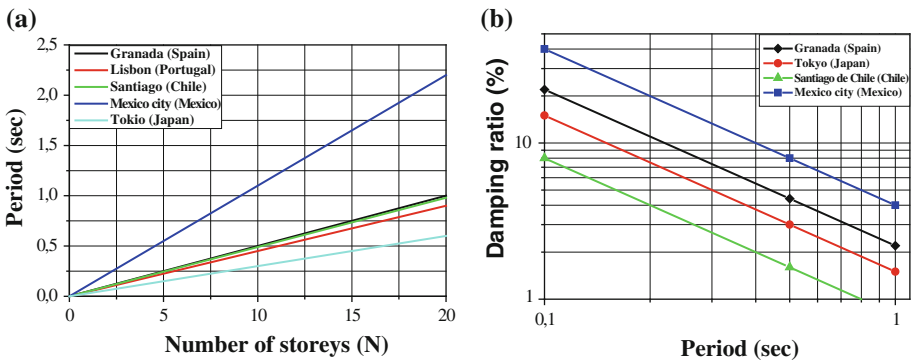 (a)
2,5
2,0
1,5
1,0
0,5
0,0
Period (sec)
Granada (Spain)
Lisbon (Portugal)
Santiago (Chile)
Mexico city (Mexico)
Tokio (Japan)
0
5
10
15
20
Number of storeys (N)
(b)
Damping ratio (%)
10
1
Granada (Spain)
Tokyo (Japan)
Santiago de Chile (Chile)
Mexico city (Mexico)
0,1
1
Period (sec)